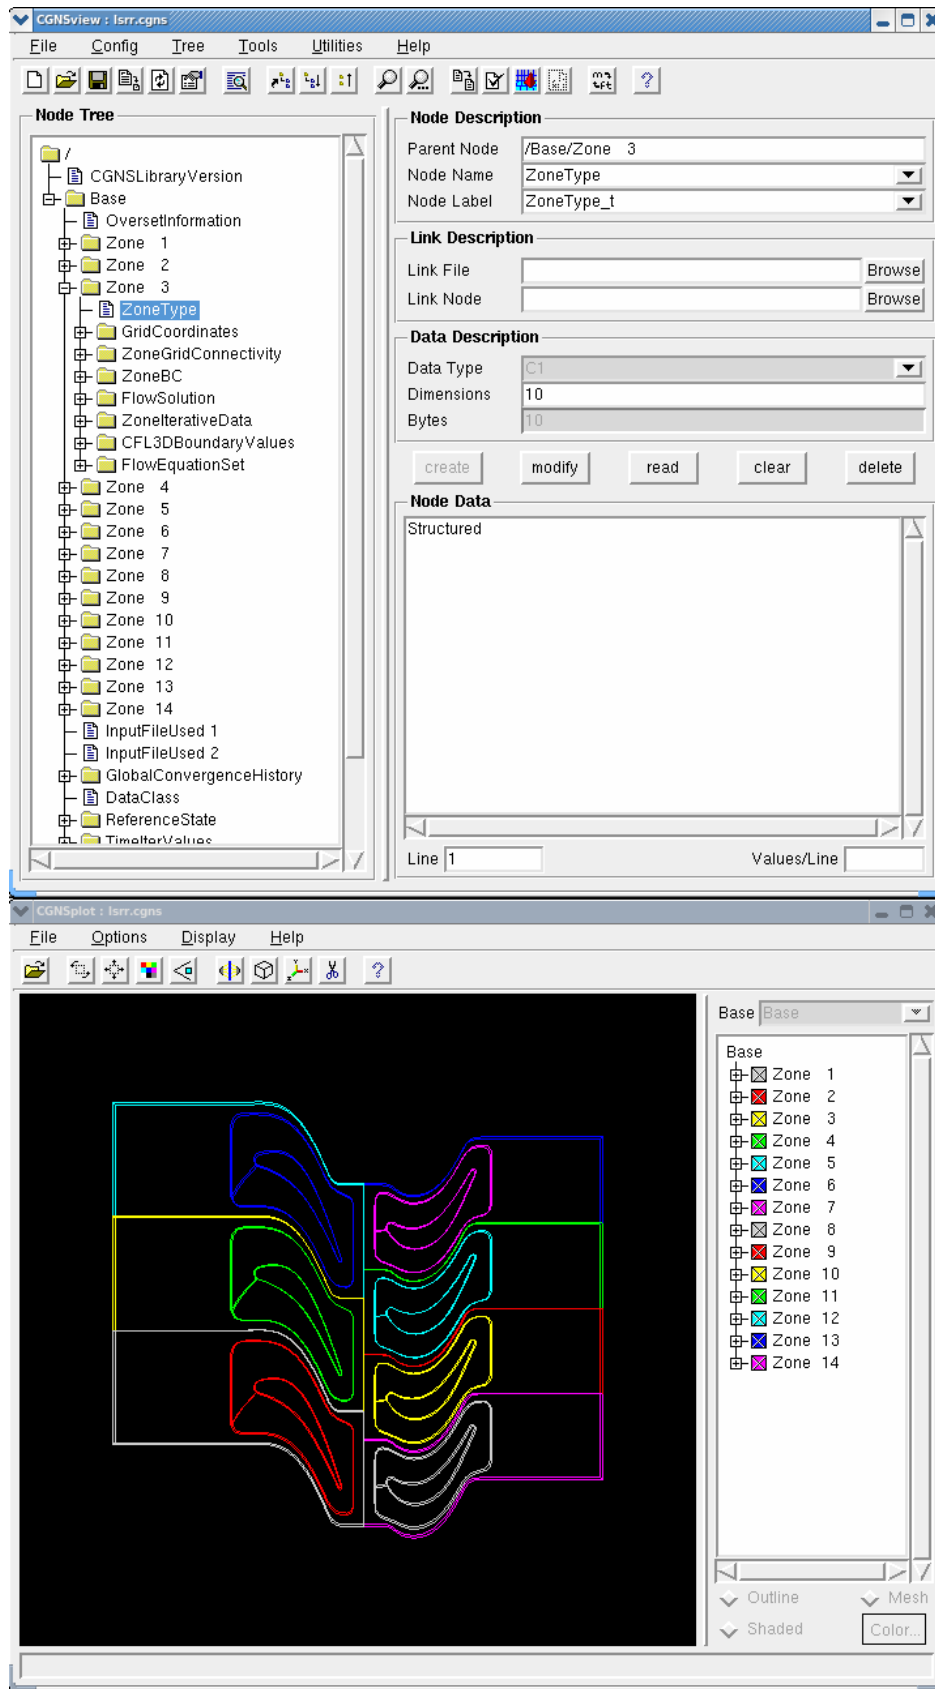 CGNSview : lsrr.cgns
File Config Tree Tools Utilities Help
Node Tree
/
CGNSLibraryVersion
Base
OversetInformation
Zone 1
Zone 2
Zone 3
ZoneType
GridCoordinates
ZoneGridConnectivity
ZoneBC
FlowSolution
ZoneIterativeData
CFL3DBoundaryValues
FlowEquationSet
Zone 4
Zone 5
Zone 6
Zone 7
Zone 8
Zone 9
Zone 10
Zone 11
Zone 12
Zone 13
Zone 14
InputFileUsed 1
InputFileUsed 2
GlobalConvergenceHistory
DataClass
ReferenceState
TimeIterValues
Node Description
Parent Node /Base/Zone 3
Node Name ZoneType
Node Label ZoneType_t
Link Description
Link File Browse
Link Node Browse
Data Description
Data Type C1
Dimensions 10
Bytes 10
create modify read clear delete
Node Data
Structured
Line 1 Values/Line
CGNSplot : lsrr.cgns
File Options Display Help
Base Base
Base
Zone 1
Zone 2
Zone 3
Zone 4
Zone 5
Zone 6
Zone 7
Zone 8
Zone 9
Zone 10
Zone 11
Zone 12
Zone 13
Zone 14
Outline Mesh
Shaded Color...